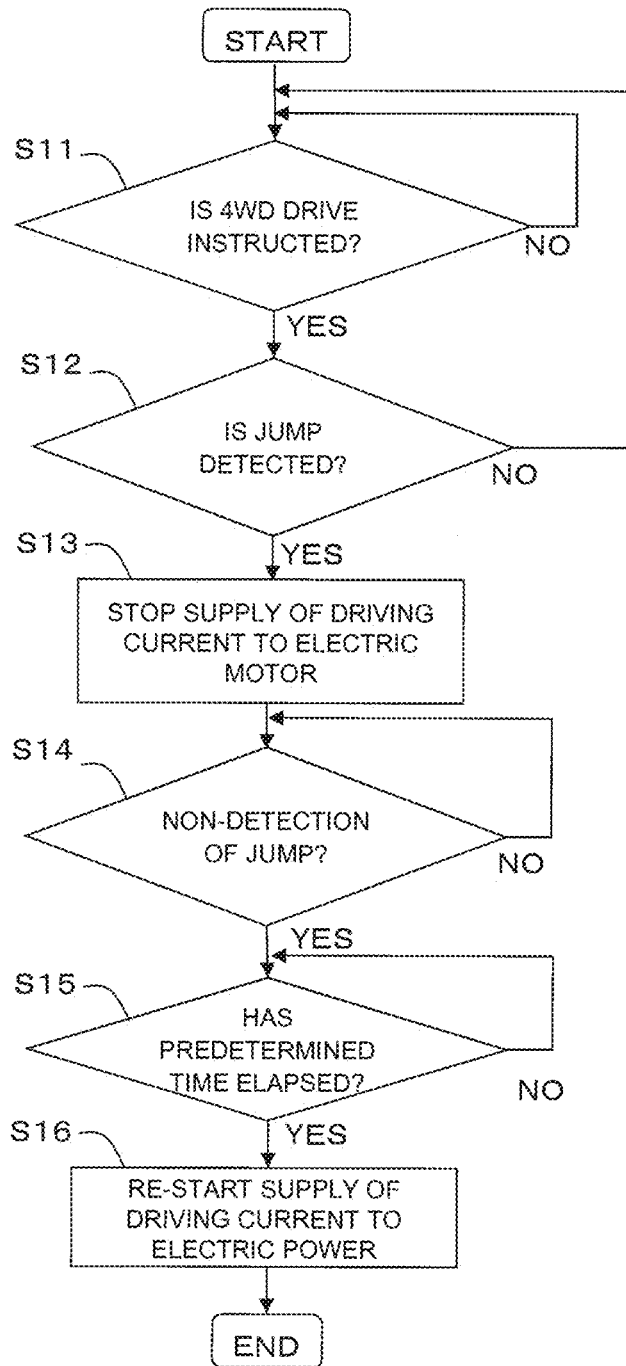 START
S11
IS 4WD DRIVE
INSTRUCTED?
NO
YES
S12
IS JUMP
DETECTED?
NO
YES
S13
STOP SUPPLY OF DRIVING
CURRENT TO ELECTRIC
MOTOR
S14
NON-DETECTION
OF JUMP?
NO
YES
S15
HAS
PREDETERMINED
TIME ELAPSED?
NO
YES
S16
RE-START SUPPLY OF
DRIVING CURRENT TO
ELECTRIC POWER
END